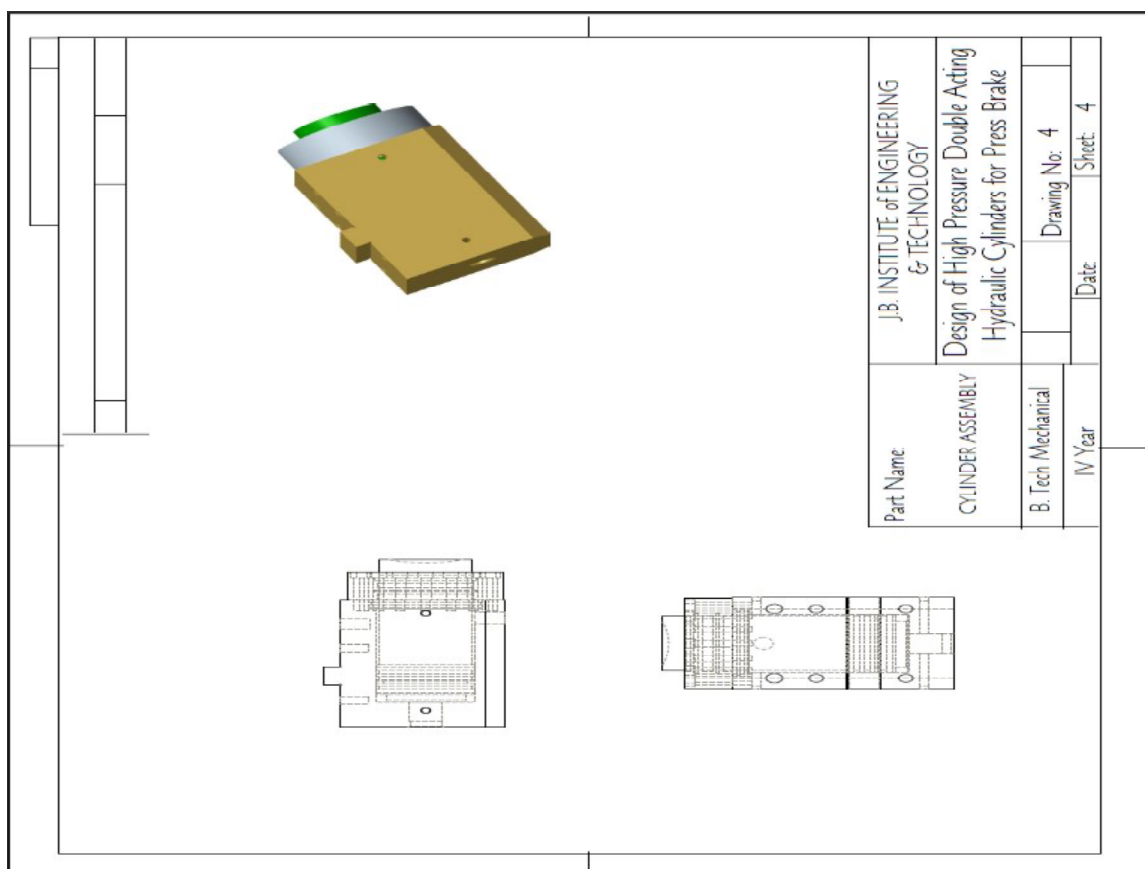 J.B. INSTITUTE of ENGINEERING
& TECHNOLOGY
Design of High Pressure Double Acting
Hydraulic Cylinders for Press Brake
Drawing No: 4
Date:
Sheet: 4
Part Name:
CYLINDER ASSEMBLY
B. Tech Mechanical
IV Year